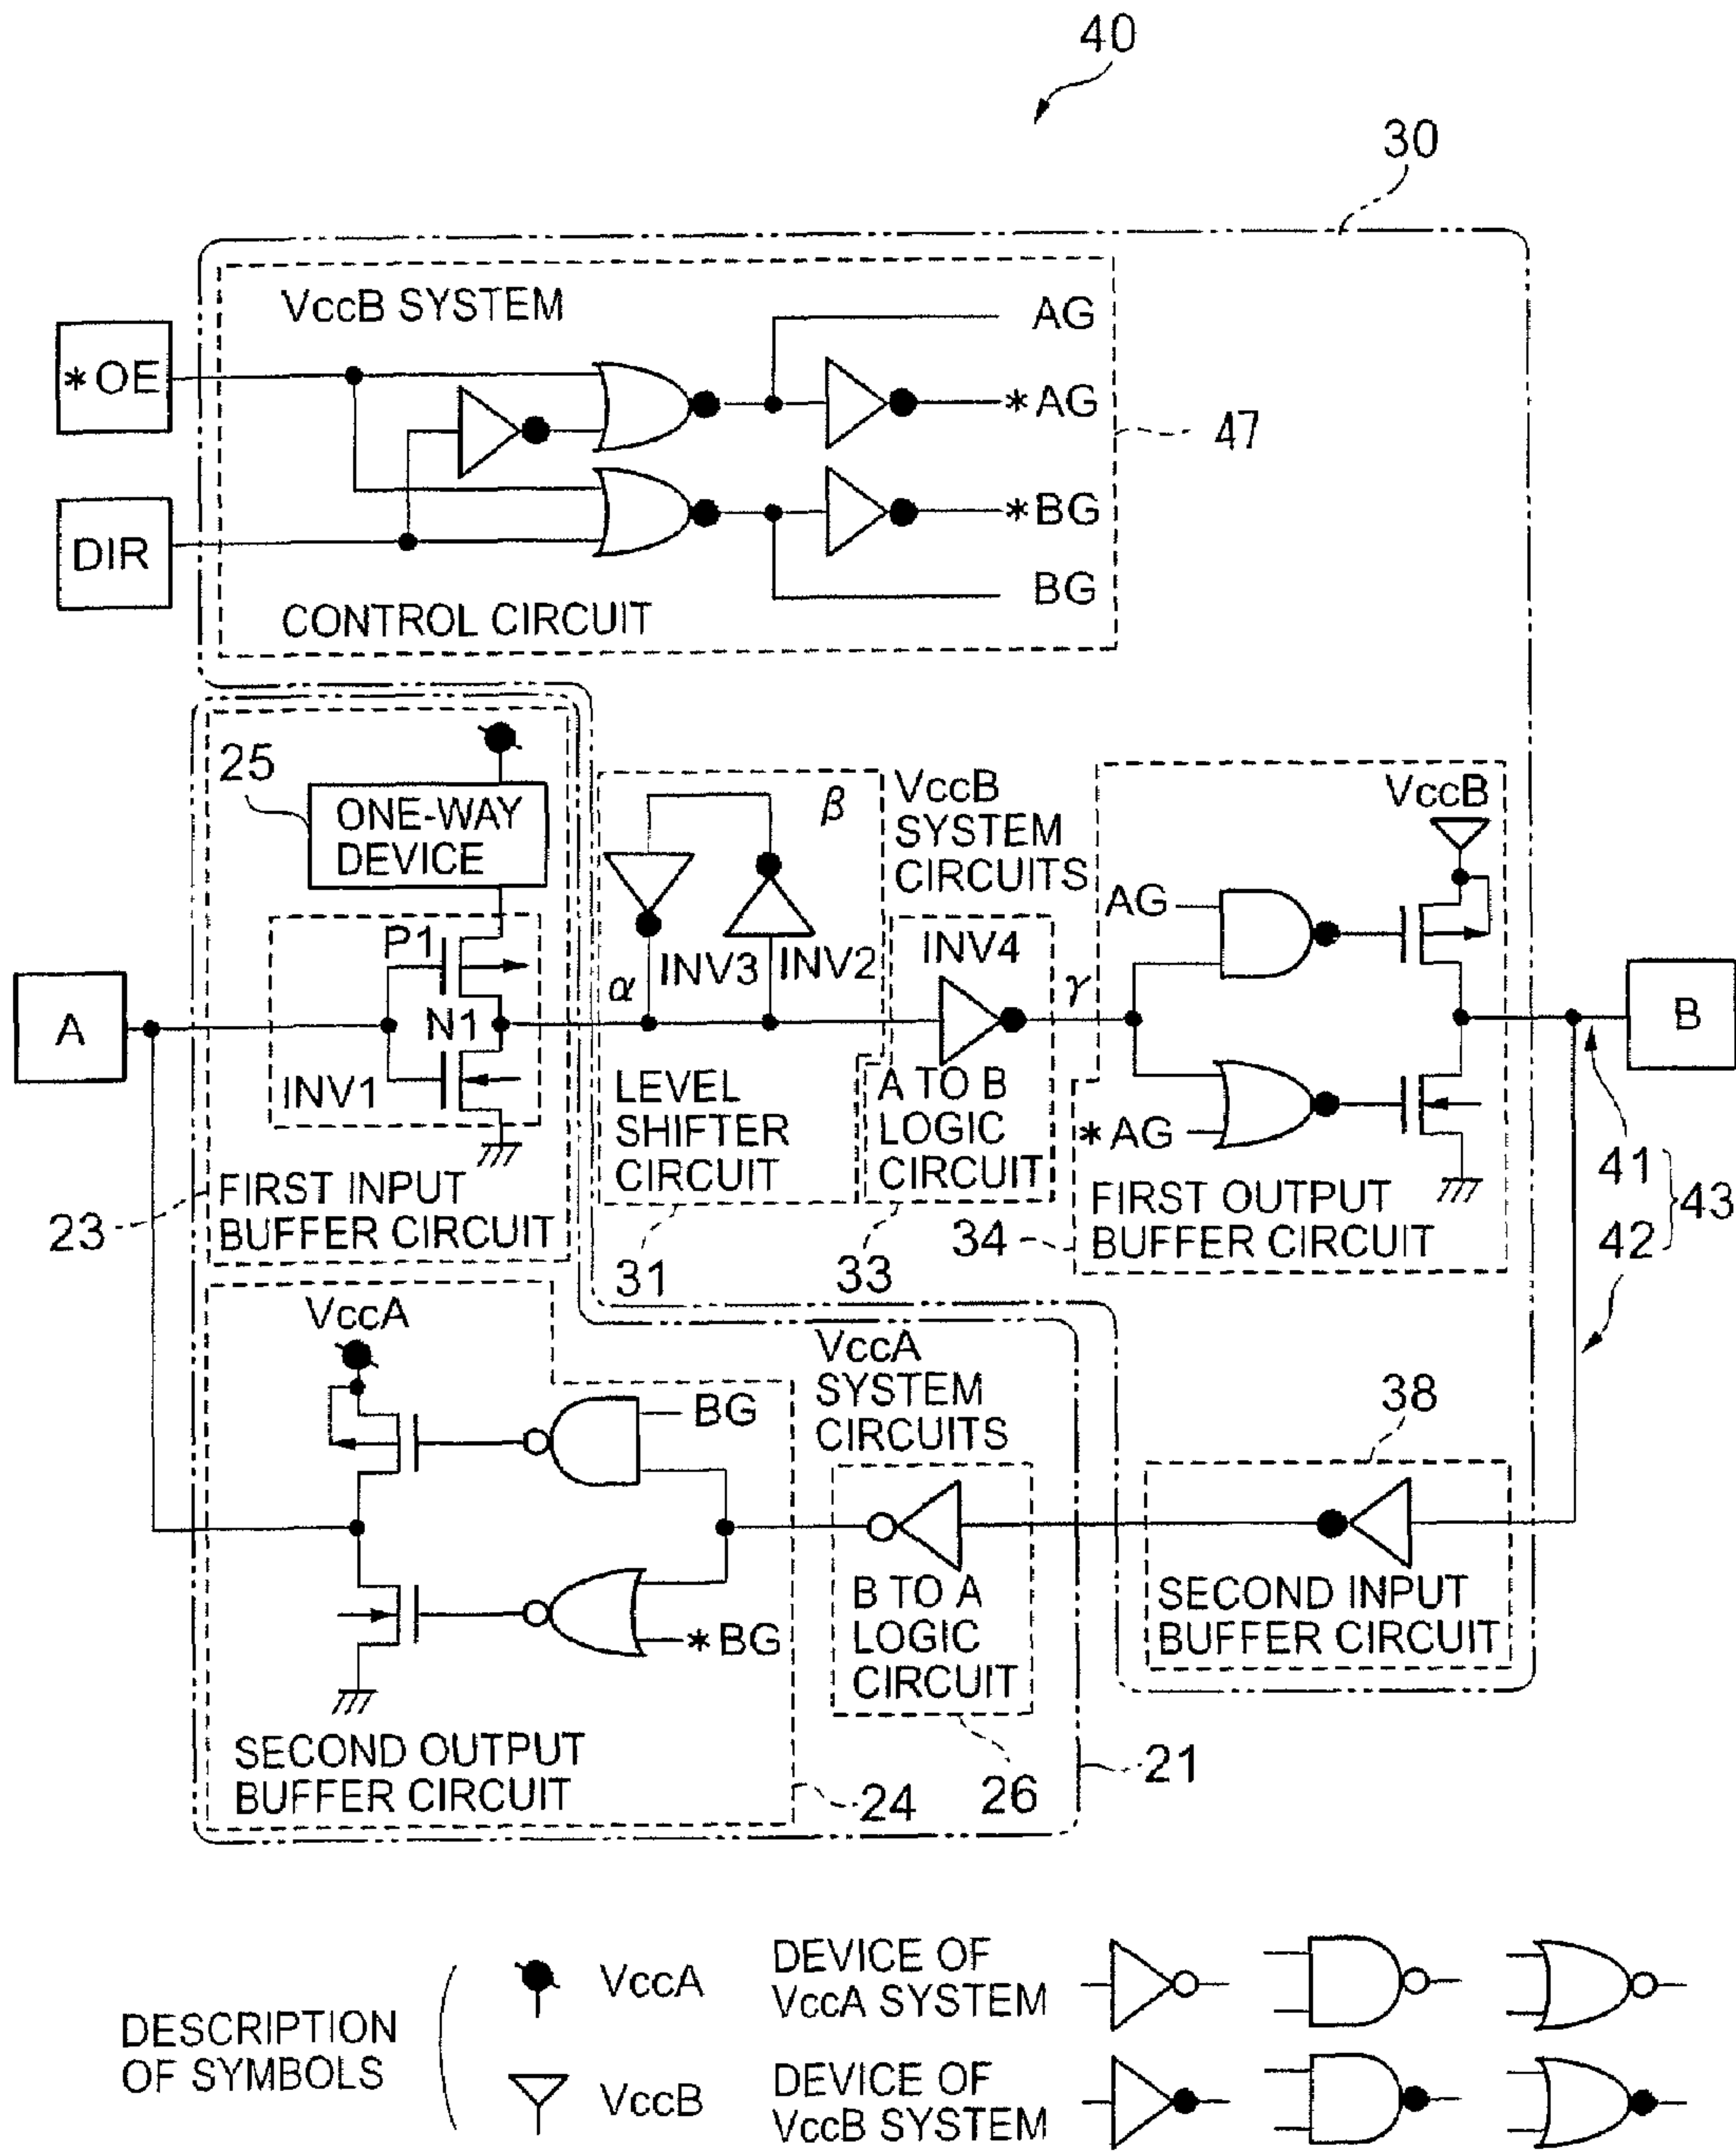 40
30
VccB SYSTEM
AG
*OE
*AG
47
*BG
DIR
BG
CONTROL CIRCUIT
25
ONE-WAY
DEVICE
β
VccB
SYSTEM
CIRCUITS
VccB
AG
P1
INV3
INV2
INV4
α
γ
A
N1
B
INV1
LEVEL
SHIFTER
CIRCUIT
A TO B
LOGIC
CIRCUIT
*AG
41
43
42
23
FIRST INPUT
BUFFER CIRCUIT
31
33
34
FIRST OUTPUT
BUFFER CIRCUIT
VccA
VccA
SYSTEM
CIRCUITS
BG
38
B TO A
LOGIC
CIRCUIT
*BG
SECOND INPUT
BUFFER CIRCUIT
SECOND OUTPUT
BUFFER CIRCUIT
24
26
21
DESCRIPTION
OF SYMBOLS
VccA
DEVICE OF
VccA SYSTEM
VccB
DEVICE OF
VccB SYSTEM